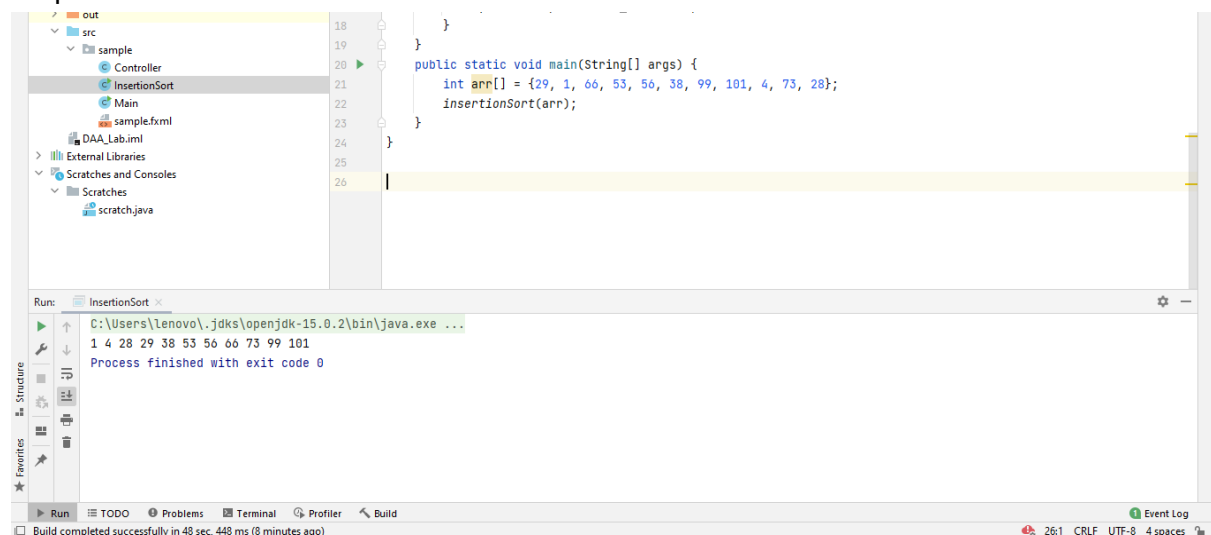 out
src
sample
Controller
InsertionSort
Main
sample.fxml
DAA_Lab.iml
External Libraries
Scratches and Consoles
Scratches
scratch.java
18 }
19 }
20 public static void main(String[] args) {
21 int arr[] = {29, 1, 66, 53, 56, 38, 99, 101, 4, 73, 28};
22 insertionSort(arr);
23 }
24 }
25
26
Run: InsertionSort
C:\Users\lenovo\.jdks\openjdk-15.0.2\bin\java.exe ...
1 4 28 29 38 53 56 66 73 99 101
Process finished with exit code 0
Structure
Favorites
Run TODO Problems Terminal Profiler Build 1 Event Log
Build completed successfully in 48 sec, 448 ms (8 minutes ago) 26:1 CRLF UTF-8 4 spaces